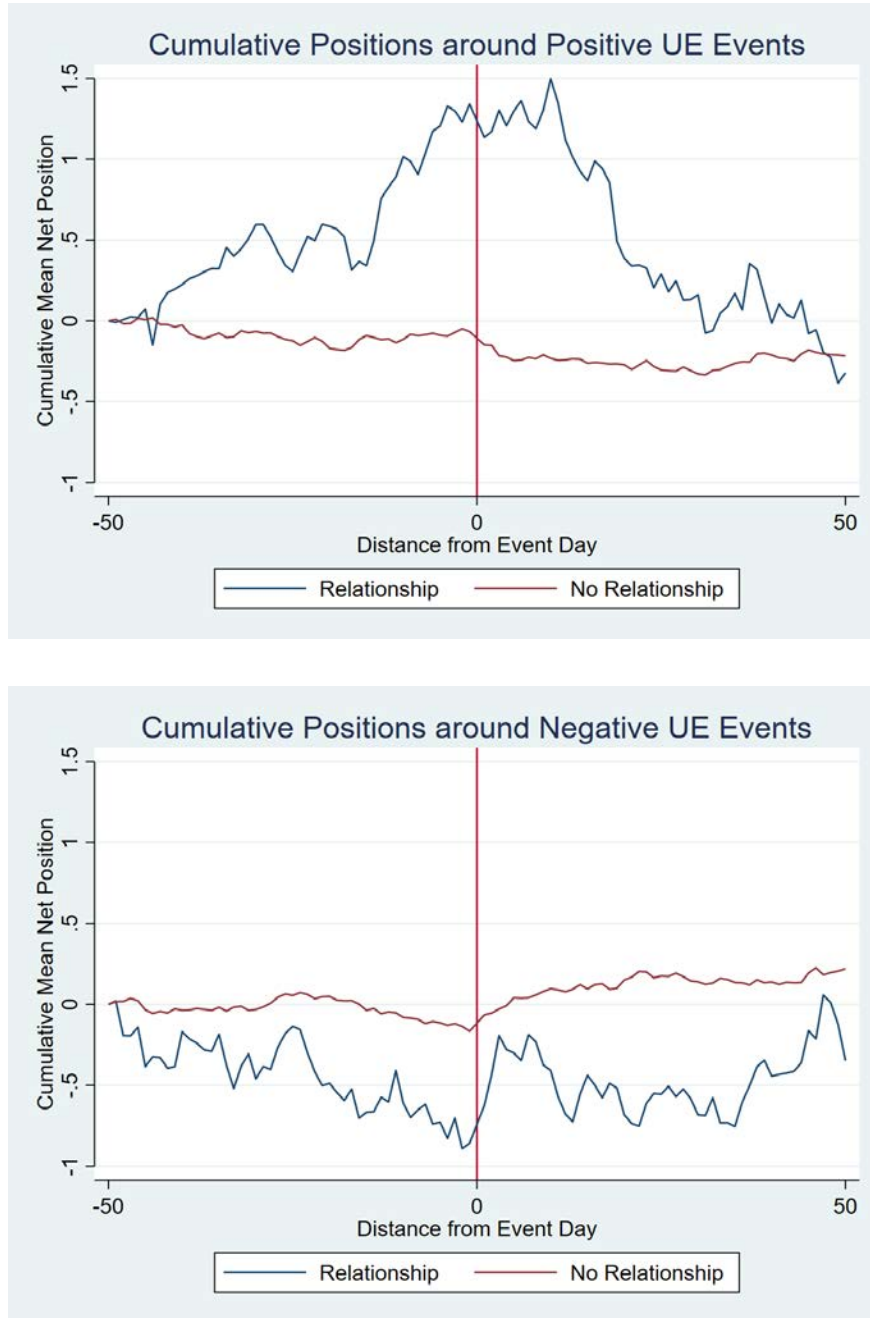 Cumulative Positions around Positive UE Events
Cumulative Mean Net Position
1.5
1
.5
0
-.5
-1
-50
0
50
Distance from Event Day
Relationship
No Relationship
Cumulative Positions around Negative UE Events
Cumulative Mean Net Position
1.5
1
.5
0
-.5
-1
-50
0
50
Distance from Event Day
Relationship
No Relationship